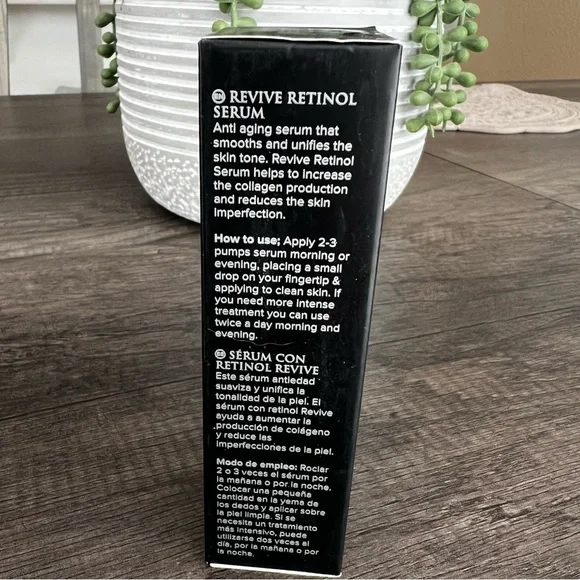 EN REVIVE RETINOL
SERUM
Anti aging serum that
smooths and unifies the
skin tone. Revive Retinol
Serum helps to increase
the collagen production
and reduces the skin
imperfection.
How to use; Apply 2-3
pumps serum morning or
evening, placing a small
drop on your fingertip &
applying to clean skin. If
you need more intense
treatment you can use
twice a day morning and
evening.
ES SÉRUM CON
RETINOL REVIVE
Este sérum antiedad
suaviza y unifica la
tonalidad de la piel. El
sérum con retinol Revive
ayuda a aumentar la
producción de colágeno
y reduce las
imperfecciones de la piel.
Modo de empleo: Rociar
2 o 3 veces el sérum por
la mañana o por la noche.
Colocar una pequeña
cantidad en la yema de
los dedos y aplicar sobre
la piel limpia. Si se
necesita un tratamiento
más intensivo, puede
utilizarse dos veces al
día, por la mañana o por
la noche.